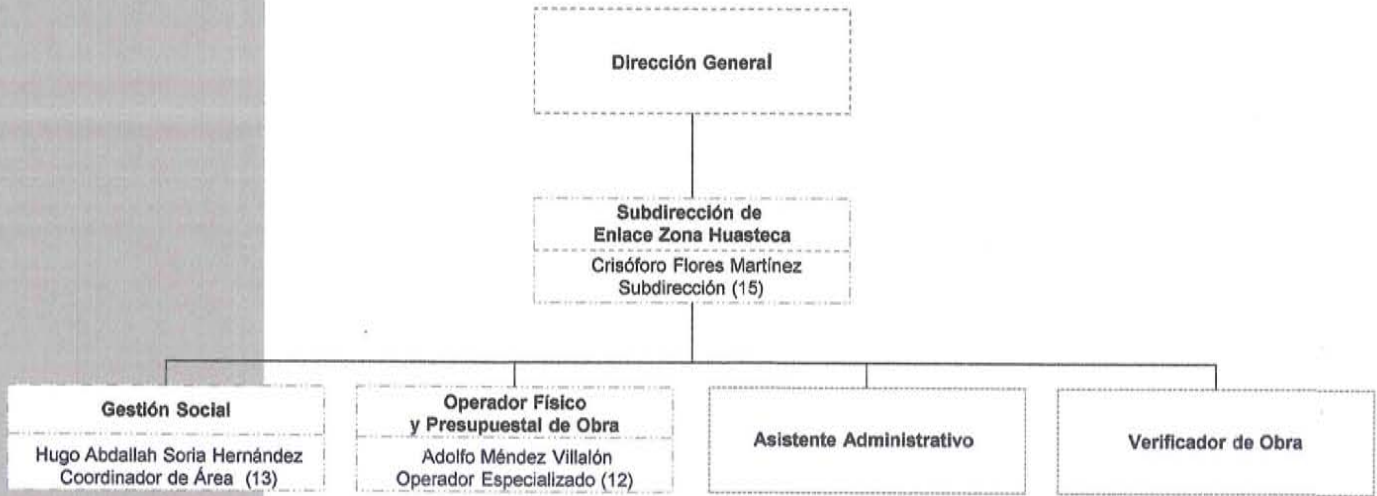 Dirección General
Subdirección de
Enlace Zona Huasteca
Crisóforo Flores Martínez
Subdirección (15)
Gestión Social
Hugo Abdallah Soria Hernández
Coordinador de Área (13)
Operador Físico
y Presupuestal de Obra
Adolfo Méndez Villalón
Operador Especializado (12)
Asistente Administrativo
Verificador de Obra